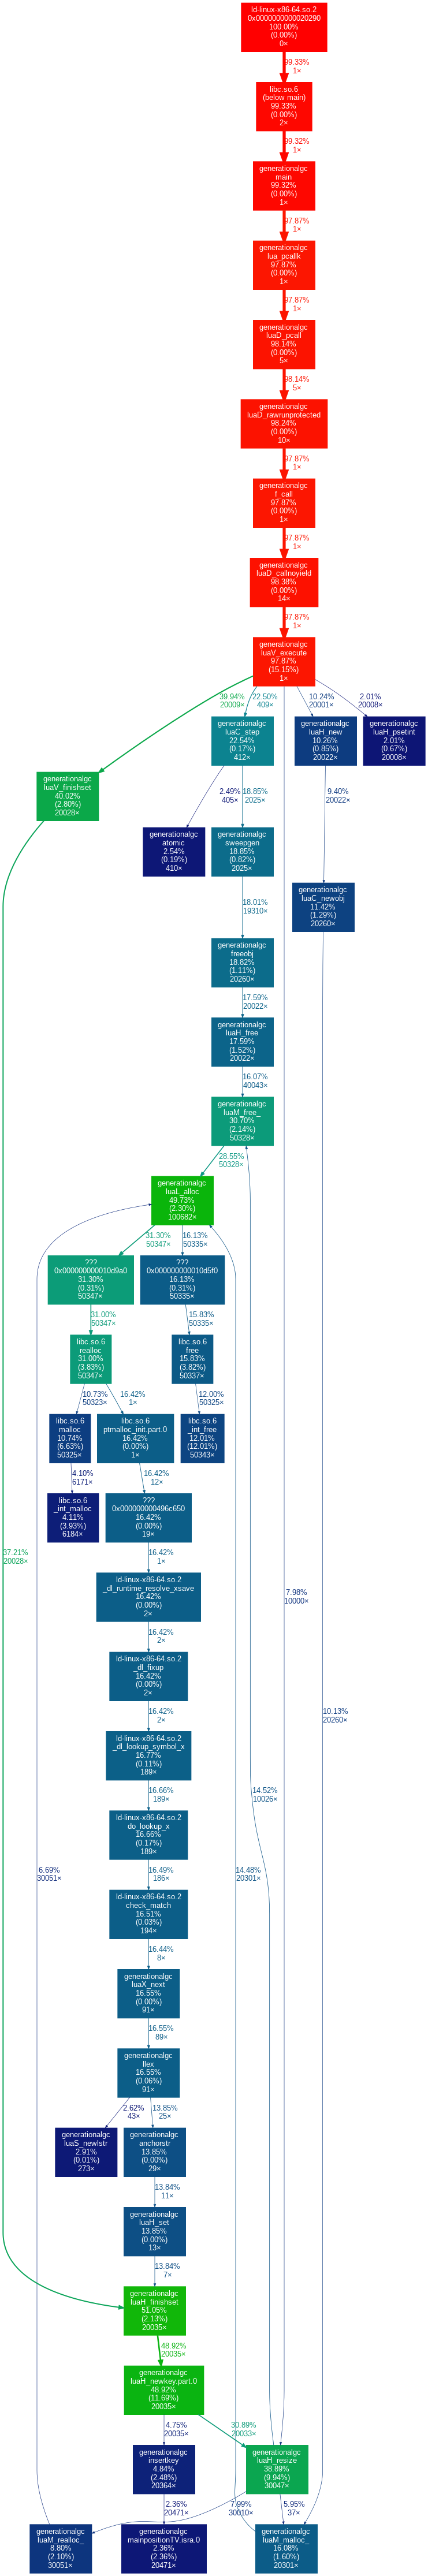 ld-linux-x86-64.so.2
0x0000000000020290
100.00%
(0.00%)
0×
99.33%
1×
libc.so.6
(below main)
99.33%
(0.00%)
2×
99.32%
1×
generationalgc
main
99.32%
(0.00%)
1×
97.87%
1×
generationalgc
lua_pcallk
97.87%
(0.00%)
1×
97.87%
1×
generationalgc
luaD_pcall
98.14%
(0.00%)
5×
98.14%
5×
generationalgc
luaD_rawrunprotected
98.24%
(0.00%)
10×
97.87%
1×
generationalgc
f_call
97.87%
(0.00%)
1×
97.87%
1×
generationalgc
luaD_callnoyield
98.38%
(0.00%)
14×
97.87%
1×
generationalgc
luaV_execute
97.87%
(15.15%)
1×
39.94%
20009×
22.50%
409×
10.24%
20001×
2.01%
20008×
generationalgc
luaC_step
22.54%
(0.17%)
412×
generationalgc
luaH_new
10.26%
(0.85%)
20022×
generationalgc
luaH_psetint
2.01%
(0.67%)
20008×
generationalgc
luaV_finishset
40.02%
(2.80%)
20028×
2.49%
405×
18.85%
2025×
9.40%
20022×
generationalgc
atomic
2.54%
(0.19%)
410×
generationalgc
sweepgen
18.85%
(0.82%)
2025×
generationalgc
luaC_newobj
11.42%
(1.29%)
20260×
18.01%
19310×
generationalgc
freeobj
18.82%
(1.11%)
20260×
17.59%
20022×
generationalgc
luaH_free
17.59%
(1.52%)
20022×
16.07%
40043×
generationalgc
luaM_free_
30.70%
(2.14%)
50328×
28.55%
50328×
generationalgc
luaL_alloc
49.73%
(2.30%)
100682×
31.30%
50347×
16.13%
50335×
???
0x000000000010d9a0
31.30%
(0.31%)
50347×
???
0x000000000010d5f0
16.13%
(0.31%)
50335×
31.00%
50347×
15.83%
50335×
libc.so.6
realloc
31.00%
(3.83%)
50347×
libc.so.6
free
15.83%
(3.82%)
50337×
10.73%
50323×
16.42%
1×
12.00%
50325×
libc.so.6
malloc
10.74%
(6.63%)
50325×
libc.so.6
ptmalloc_init.part.0
16.42%
(0.00%)
1×
libc.so.6
_int_free
12.01%
(12.01%)
50343×
4.10%
6171×
16.42%
12×
libc.so.6
_int_malloc
4.11%
(3.93%)
6184×
???
0x000000000496c650
16.42%
(0.00%)
19×
37.21%
20028×
16.42%
1×
7.98%
10000×
ld-linux-x86-64.so.2
_dl_runtime_resolve_xsave
16.42%
(0.00%)
2×
16.42%
2×
ld-linux-x86-64.so.2
_dl_fixup
16.42%
(0.00%)
2×
10.13%
20260×
16.42%
2×
ld-linux-x86-64.so.2
_dl_lookup_symbol_x
16.77%
(0.11%)
189×
14.52%
10026×
16.66%
189×
ld-linux-x86-64.so.2
do_lookup_x
16.66%
(0.17%)
189×
6.69%
30051×
16.49%
186×
14.48%
20301×
ld-linux-x86-64.so.2
check_match
16.51%
(0.03%)
194×
16.44%
8×
generationalgc
luaX_next
16.55%
(0.00%)
91×
16.55%
89×
generationalgc
llex
16.55%
(0.06%)
91×
2.62%
43×
13.85%
25×
generationalgc
luaS_newlstr
2.91%
(0.01%)
273×
generationalgc
anchorstr
13.85%
(0.00%)
29×
13.84%
11×
generationalgc
luaH_set
13.85%
(0.00%)
13×
13.84%
7×
generationalgc
luaH_finishset
51.05%
(2.13%)
20035×
48.92%
20035×
generationalgc
luaH_newkey.part.0
48.92%
(11.69%)
20035×
4.75%
20035×
30.89%
20033×
generationalgc
insertkey
4.84%
(2.48%)
20364×
generationalgc
luaH_resize
38.89%
(9.94%)
30047×
2.36%
20471×
7.99%
30010×
5.95%
37×
generationalgc
luaM_realloc_
8.80%
(2.10%)
30051×
generationalgc
mainpositionTV.isra.0
2.36%
(2.36%)
20471×
generationalgc
luaM_malloc_
16.08%
(1.60%)
20301×